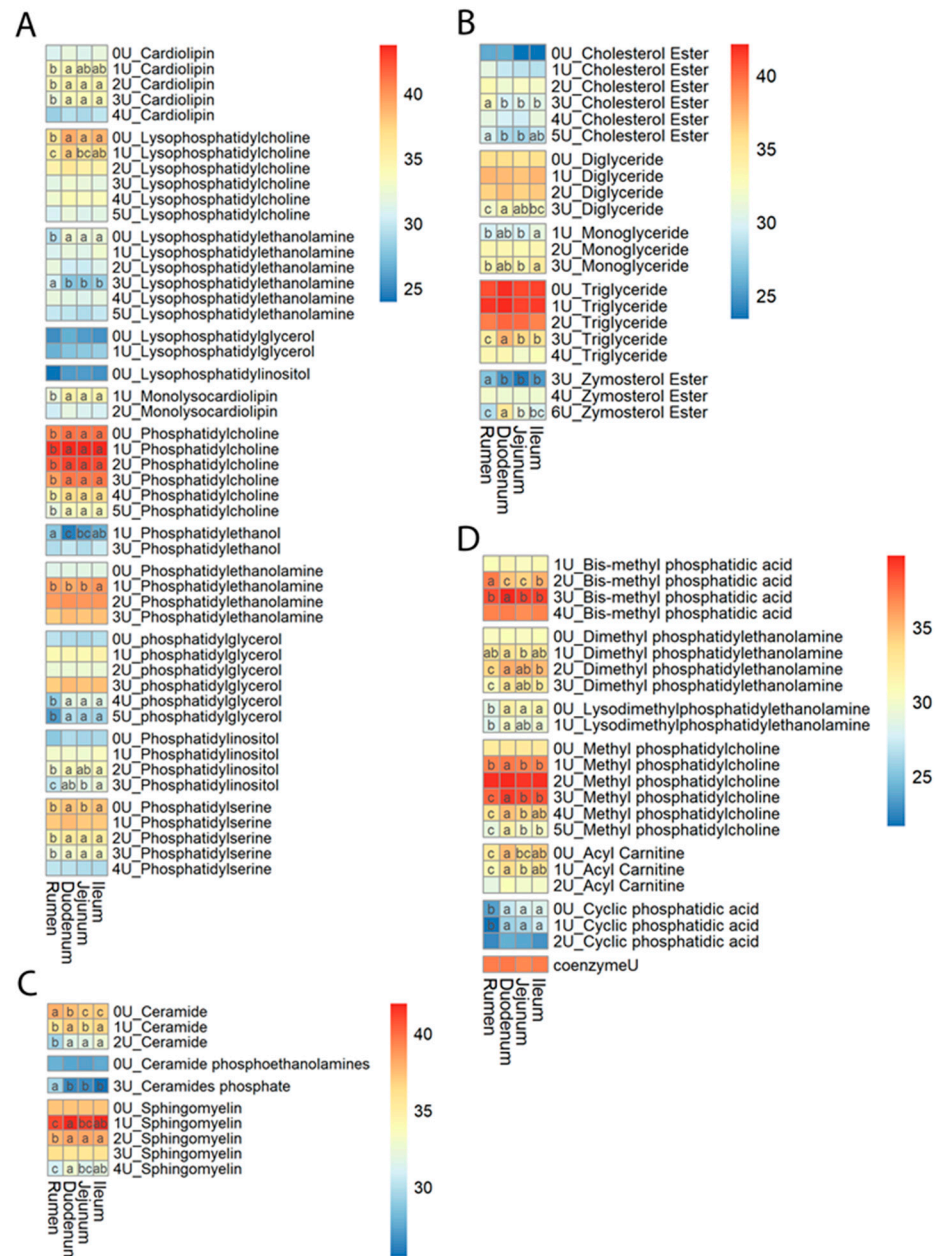 A
0U_Cardiolipin
b a ab ab 1U_Cardiolipin
b a a a 2U_Cardiolipin
b a a a 3U_Cardiolipin
4U_Cardiolipin
b a a a 0U_Lysophosphatidylcholine
c a bc ab 1U_Lysophosphatidylcholine
2U_Lysophosphatidylcholine
3U_Lysophosphatidylcholine
4U_Lysophosphatidylcholine
5U_Lysophosphatidylcholine
b a a a 0U_Lysophosphatidylethanolamine
1U_Lysophosphatidylethanolamine
2U_Lysophosphatidylethanolamine
a b b b 3U_Lysophosphatidylethanolamine
4U_Lysophosphatidylethanolamine
5U_Lysophosphatidylethanolamine
0U_Lysophosphatidylglycerol
1U_Lysophosphatidylglycerol
0U_Lysophosphatidylinositol
b a a a 1U_Monolysocardiolipin
2U_Monolysocardiolipin
b a a a 0U_Phosphatidylcholine
b a a a 1U_Phosphatidylcholine
b a a a 2U_Phosphatidylcholine
b a a a 3U_Phosphatidylcholine
b a a a 4U_Phosphatidylcholine
b a a a 5U_Phosphatidylcholine
a c bc ab 1U_Phosphatidylethanol
3U_Phosphatidylethanol
0U_Phosphatidylethanolamine
b b b a 1U_Phosphatidylethanolamine
2U_Phosphatidylethanolamine
3U_Phosphatidylethanolamine
0U_phosphatidylglycerol
1U_phosphatidylglycerol
2U_phosphatidylglycerol
3U_phosphatidylglycerol
b a a a 4U_phosphatidylglycerol
b a a a 5U_phosphatidylglycerol
0U_Phosphatidylinositol
1U_Phosphatidylinositol
b a ab a 2U_Phosphatidylinositol
c ab b a 3U_Phosphatidylinositol
b a b a 0U_Phosphatidylserine
1U_Phosphatidylserine
b a a a 2U_Phosphatidylserine
b a a a 3U_Phosphatidylserine
4U_Phosphatidylserine
Rumen
Duodenum
Jejunum
Ileum
40
35
30
25
B
0U_Cholesterol Ester
1U_Cholesterol Ester
2U_Cholesterol Ester
a b b b 3U_Cholesterol Ester
4U_Cholesterol Ester
a b b ab 5U_Cholesterol Ester
0U_Diglyceride
1U_Diglyceride
2U_Diglyceride
c a ab bc 3U_Diglyceride
b ab b a 1U_Monoglyceride
2U_Monoglyceride
b ab b a 3U_Monoglyceride
0U_Triglyceride
1U_Triglyceride
2U_Triglyceride
c a b b 3U_Triglyceride
4U_Triglyceride
a b b b 3U_Zymosterol Ester
4U_Zymosterol Ester
c a b bc 6U_Zymosterol Ester
Rumen
Duodenum
Jejunum
Ileum
40
35
30
25
D
1U_Bis-methyl phosphatidic acid
a c c b 2U_Bis-methyl phosphatidic acid
b a b b 3U_Bis-methyl phosphatidic acid
4U_Bis-methyl phosphatidic acid
0U_Dimethyl phosphatidylethanolamine
ab a b ab 1U_Dimethyl phosphatidylethanolamine
c a ab b 2U_Dimethyl phosphatidylethanolamine
c a ab b 3U_Dimethyl phosphatidylethanolamine
b a a a 0U_Lysodimethylphosphatidylethanolamine
b a ab a 1U_Lysodimethylphosphatidylethanolamine
0U_Methyl phosphatidylcholine
b a b b 1U_Methyl phosphatidylcholine
2U_Methyl phosphatidylcholine
c a b b 3U_Methyl phosphatidylcholine
c a b ab 4U_Methyl phosphatidylcholine
c a b b 5U_Methyl phosphatidylcholine
c a bc ab 0U_Acyl Carnitine
c a b ab 1U_Acyl Carnitine
2U_Acyl Carnitine
b a a a 0U_Cyclic phosphatidic acid
b a a a 1U_Cyclic phosphatidic acid
2U_Cyclic phosphatidic acid
coenzymeU
Rumen
Duodenum
Jejunum
Ileum
35
30
25
C
a b c c 0U_Ceramide
b a b a 1U_Ceramide
b a a a 2U_Ceramide
0U_Ceramide phosphoethanolamines
a b b b 3U_Ceramides phosphate
0U_Sphingomyelin
c a bc ab 1U_Sphingomyelin
b a a a 2U_Sphingomyelin
3U_Sphingomyelin
c a bc ab 4U_Sphingomyelin
Rumen
Duodenum
Jejunum
Ileum
40
35
30